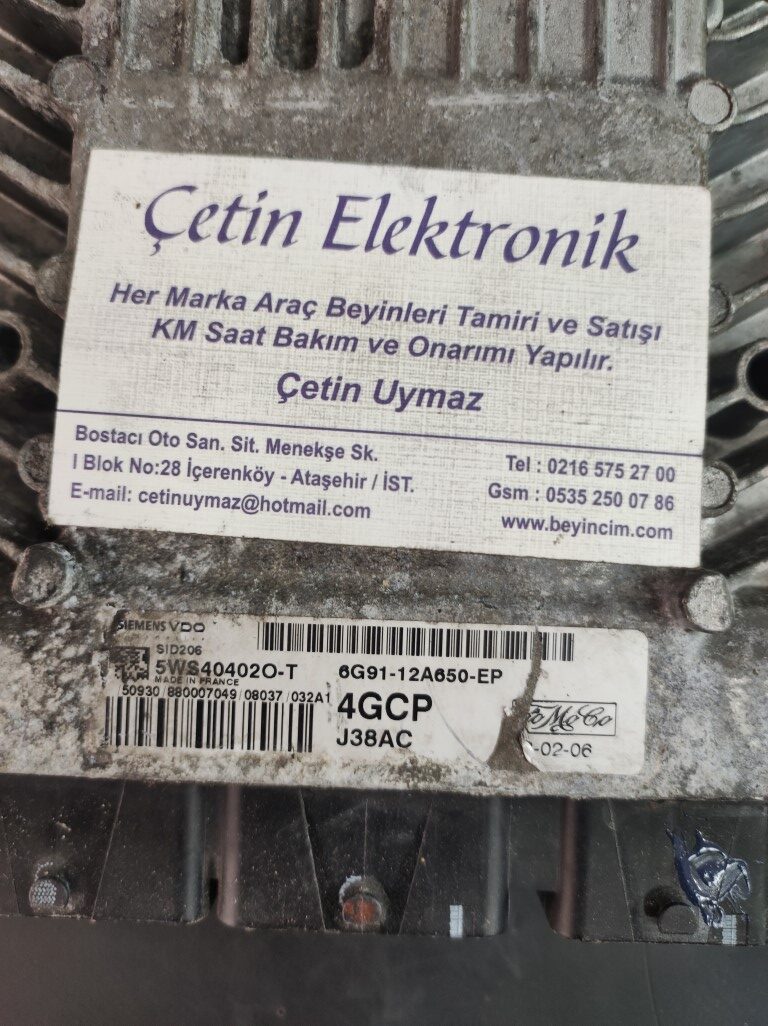 Çetin Elektronik
Her Marka Araç Beyinleri Tamiri ve Satışı
KM Saat Bakım ve Onarımı Yapılır.
Çetin Uymaz
Bostacı Oto San. Sit. Menekşe Sk.
I Blok No:28 İçerenköy - Ataşehir / İST.
E-mail: cetinuymaz@hotmail.com
Tel : 0216 575 27 00
Gsm : 0535 250 07 86
www.beyincim.com
SIEMENS VDO
SID206
5WS40402O-T
MADE IN FRANCE
50930/880007049/08037/032A1
6G91-12A650-EP
4GCP
J38AC
FoMoCo
-02-06